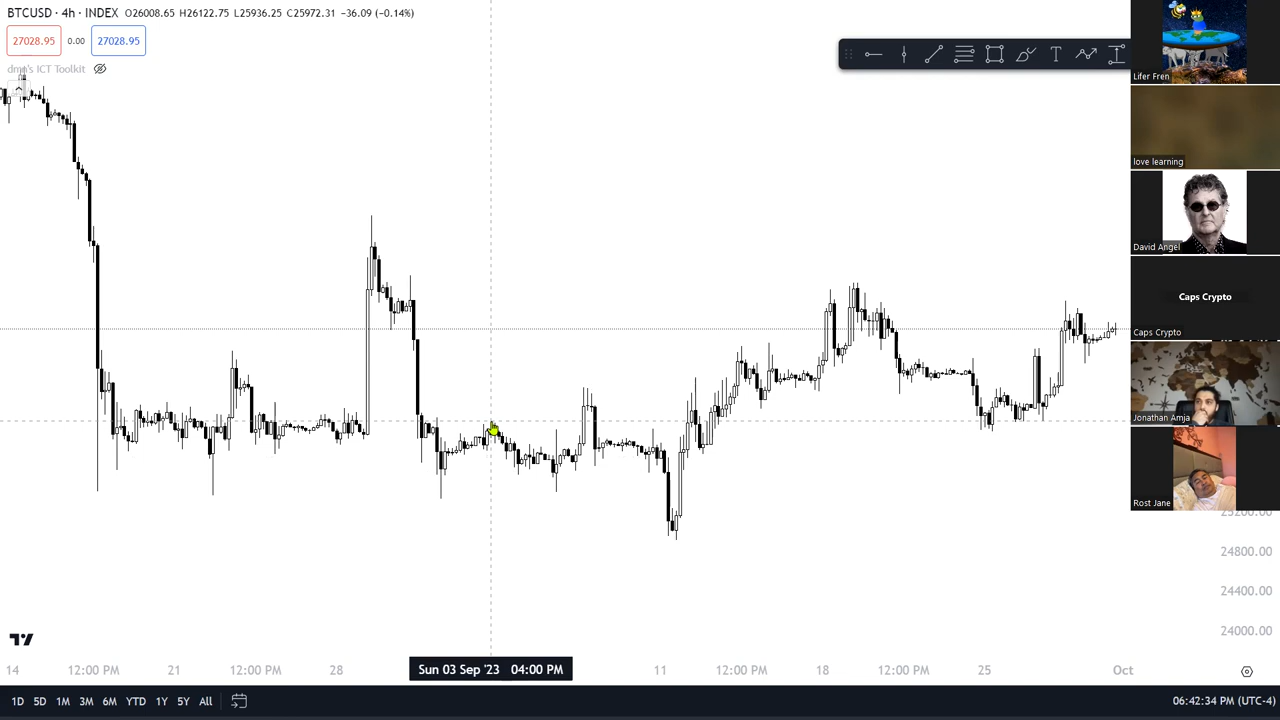 BTCUSD · 4h · INDEX O26008.65 H26122.75 L25936.25 C25972.31 −36.09 (−0.14%)
27028.95 0.00 27028.95
dmn's ICT Toolkit
T
Lifer Fren
love learning
David Angel
Caps Crypto
Caps Crypto
Jonathan Amja
Rost Jane
25200.00
24800.00
24400.00
24000.00
14 12:00 PM 21 12:00 PM 28 Sun 03 Sep '23 04:00 PM 11 12:00 PM 18 12:00 PM 25 Oct
1D 5D 1M 3M 6M YTD 1Y 5Y All 06:42:34 PM (UTC-4)